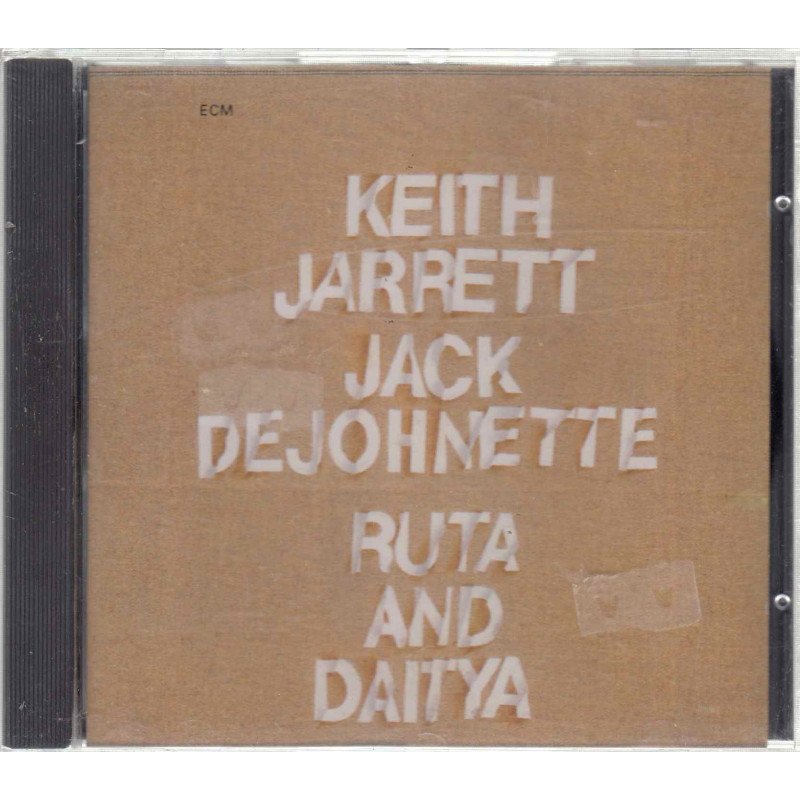 ECM
KEITH
JARRETT
JACK
DEJOHNETTE
RUTA
AND
DAITYA